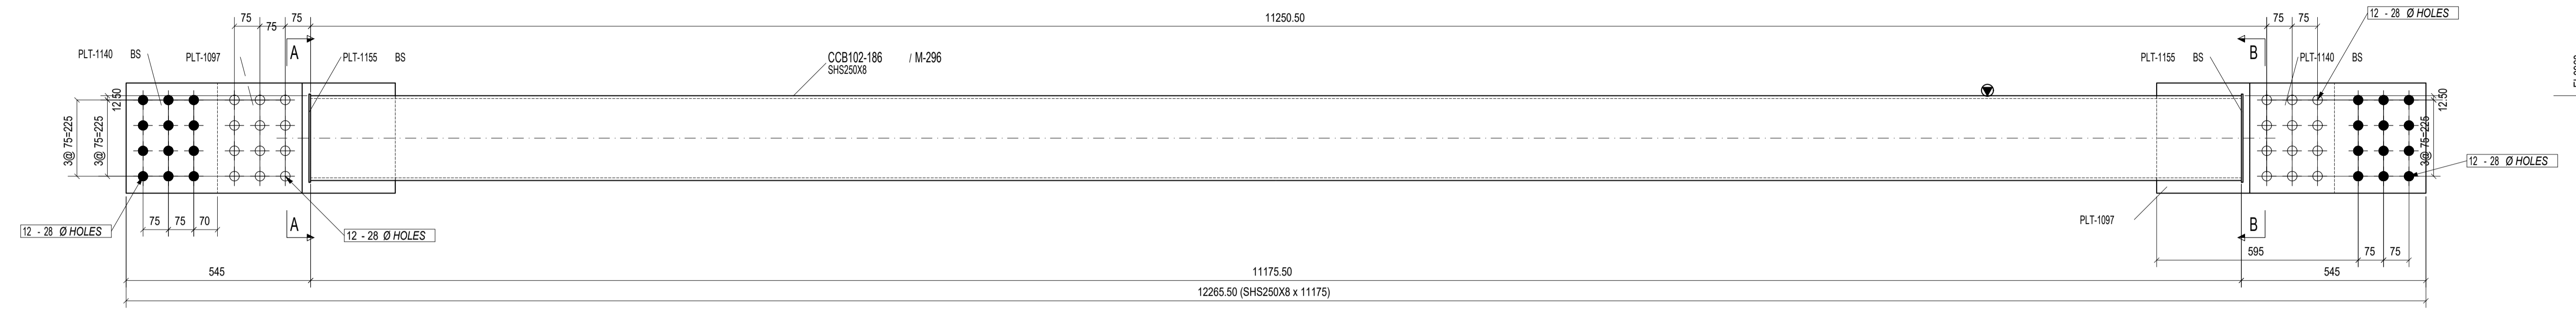 75
75
75
11250.50
75
75
12 - 28 Ø HOLES
PLT-1140 BS
PLT-1097
A
PLT-1155 BS
CCB102-186 / M-296
SHS250X8
PLT-1155 BS
B
PLT-1140 BS
12.50
3@ 75=225
3@ 75=225
12.50
3@ 75=225
12 - 28 Ø HOLES
75
75
70
A
12 - 28 Ø HOLES
12 - 28 Ø HOLES
PLT-1097
B
595
75
75
545
11175.50
545
12265.50 (SHS250X8 x 11175)